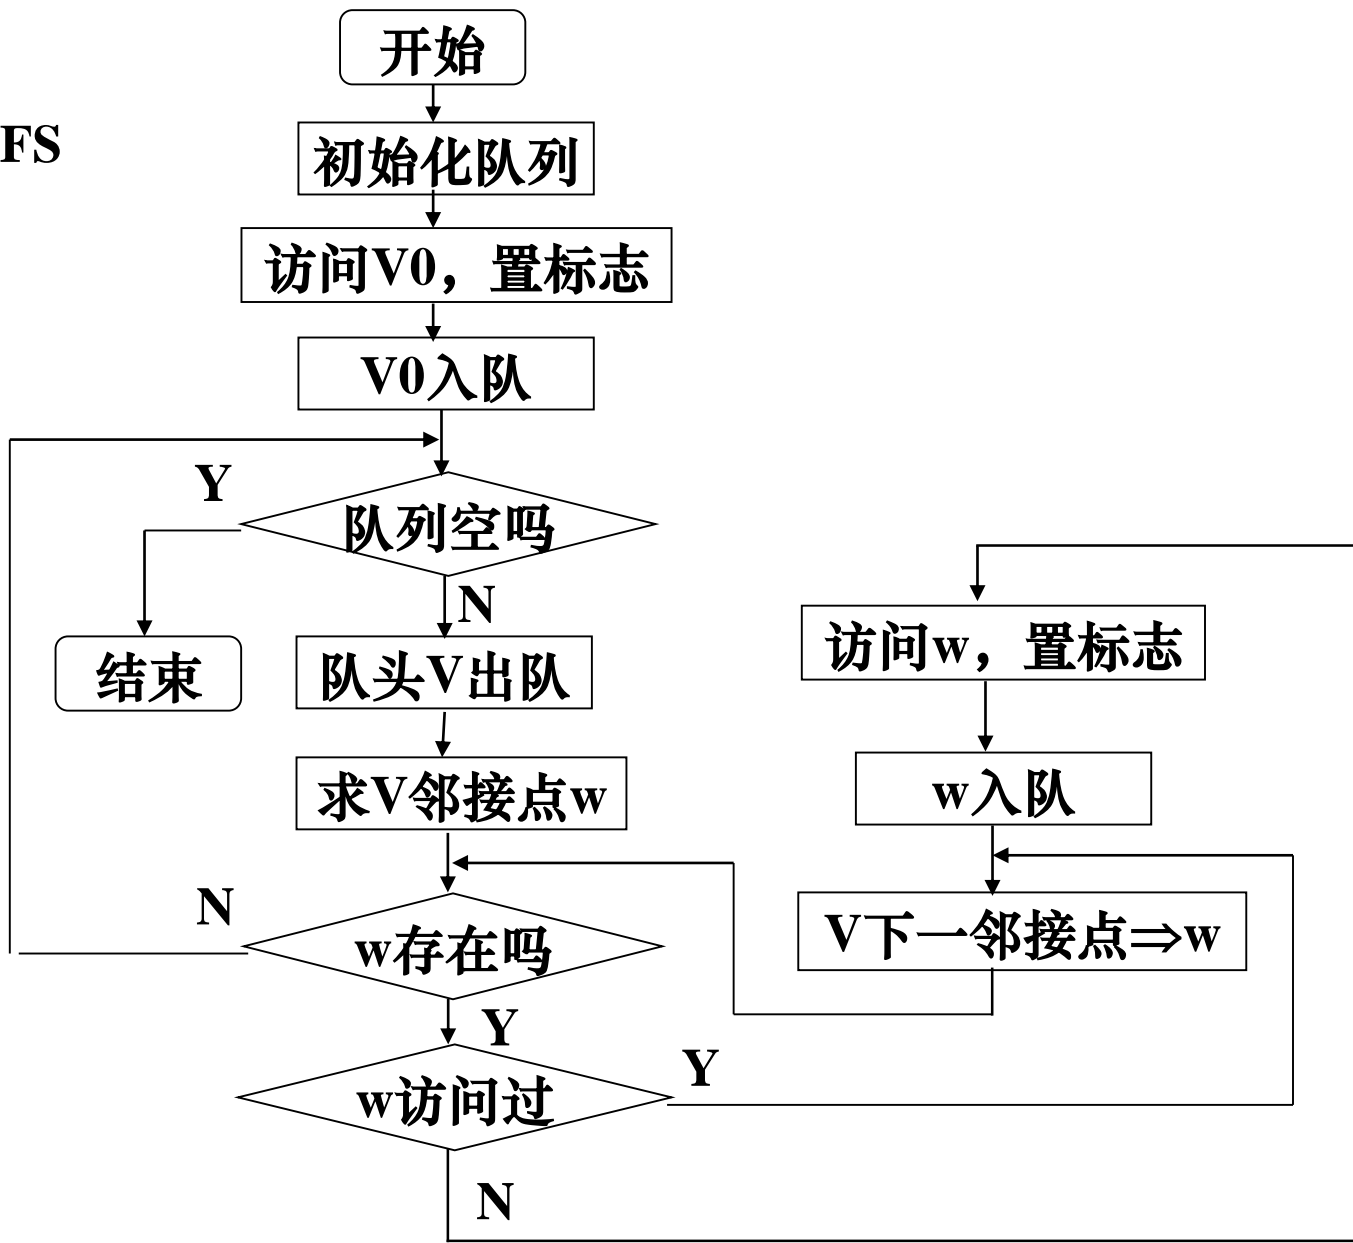 开始
FS
初始化队列
访问V0，置标志
V0入队
Y
队列空吗
N
结束
队头V出队
访问w，置标志
求V邻接点w
w入队
N
w存在吗
V下一邻接点⇒w
Y
w访问过
Y
N